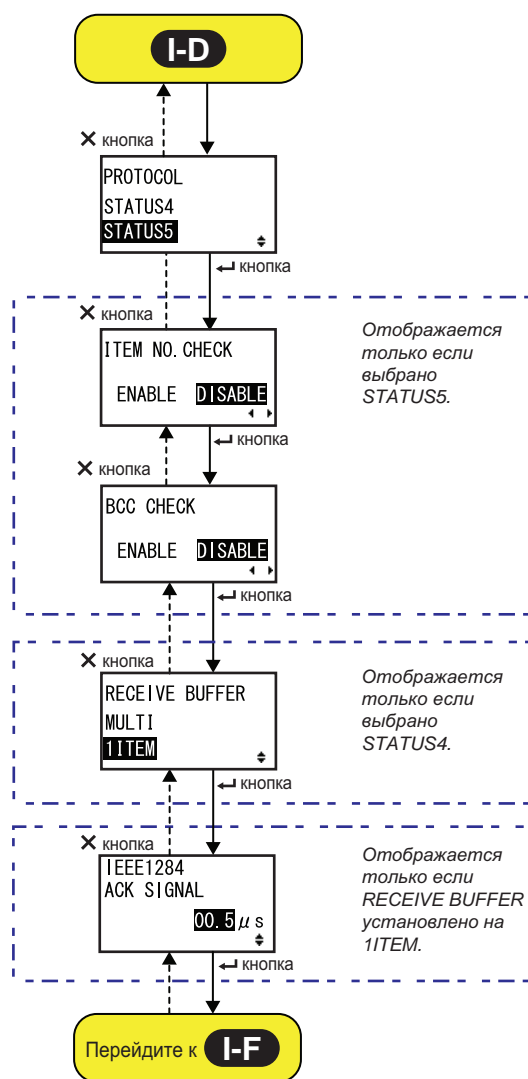 I-D
✕ кнопка
PROTOCOL
STATUS4
STATUS5
↵ кнопка
✕ кнопка
ITEM NO. CHECK
ENABLE DISABLE
Отображается
только если
выбрано
STATUS5.
↵ кнопка
✕ кнопка
BCC CHECK
ENABLE DISABLE
↵ кнопка
✕ кнопка
RECEIVE BUFFER
MULTI
1ITEM
Отображается
только если
выбрано
STATUS4.
↵ кнопка
✕ кнопка
IEEE1284
ACK SIGNAL
00.5 μs
Отображается
только если
RECEIVE BUFFER
установлено на
1ITEM.
↵ кнопка
Перейдите к I-F